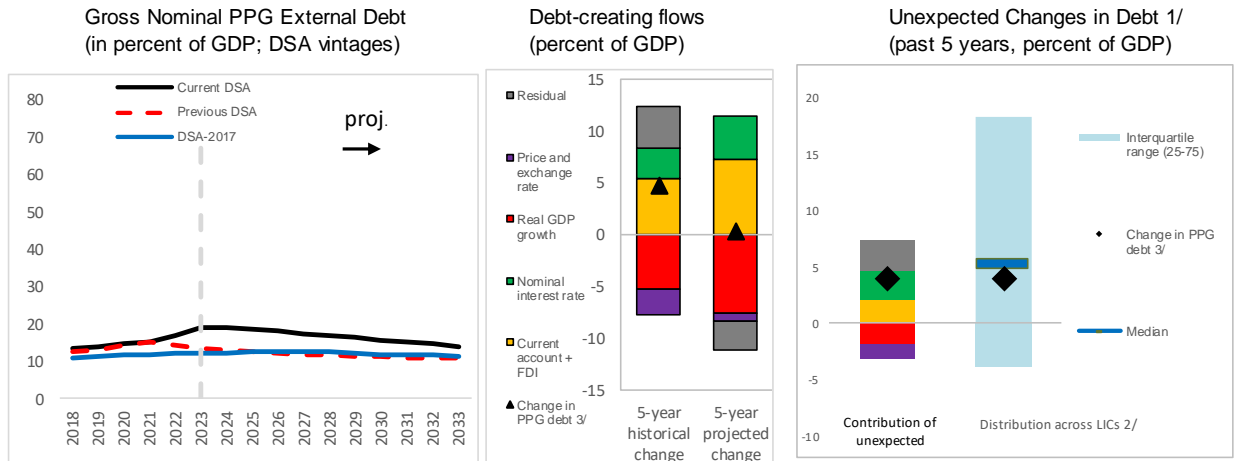 Gross Nominal PPG External Debt
(in percent of GDP; DSA vintages)
80
70
60
50
40
30
20
10
0
Current DSA
Previous DSA
DSA-2017
proj.
2018
2019
2020
2021
2022
2023
2024
2025
2026
2027
2028
2029
2030
2031
2032
2033
Debt-creating flows
(percent of GDP)
Residual
Price and
exchange
rate
Real GDP
growth
Nominal
interest rate
Current
account +
FDI
Change in
PPG debt 3/
15
10
5
0
-5
-10
-15
5-year
historical
change
5-year
projected
change
Unexpected Changes in Debt 1/
(past 5 years, percent of GDP)
20
15
10
5
0
-5
-10
Contribution of
unexpected
Distribution across LICs 2/
Interquartile
range (25-75)
Change in PPG
debt 3/
Median